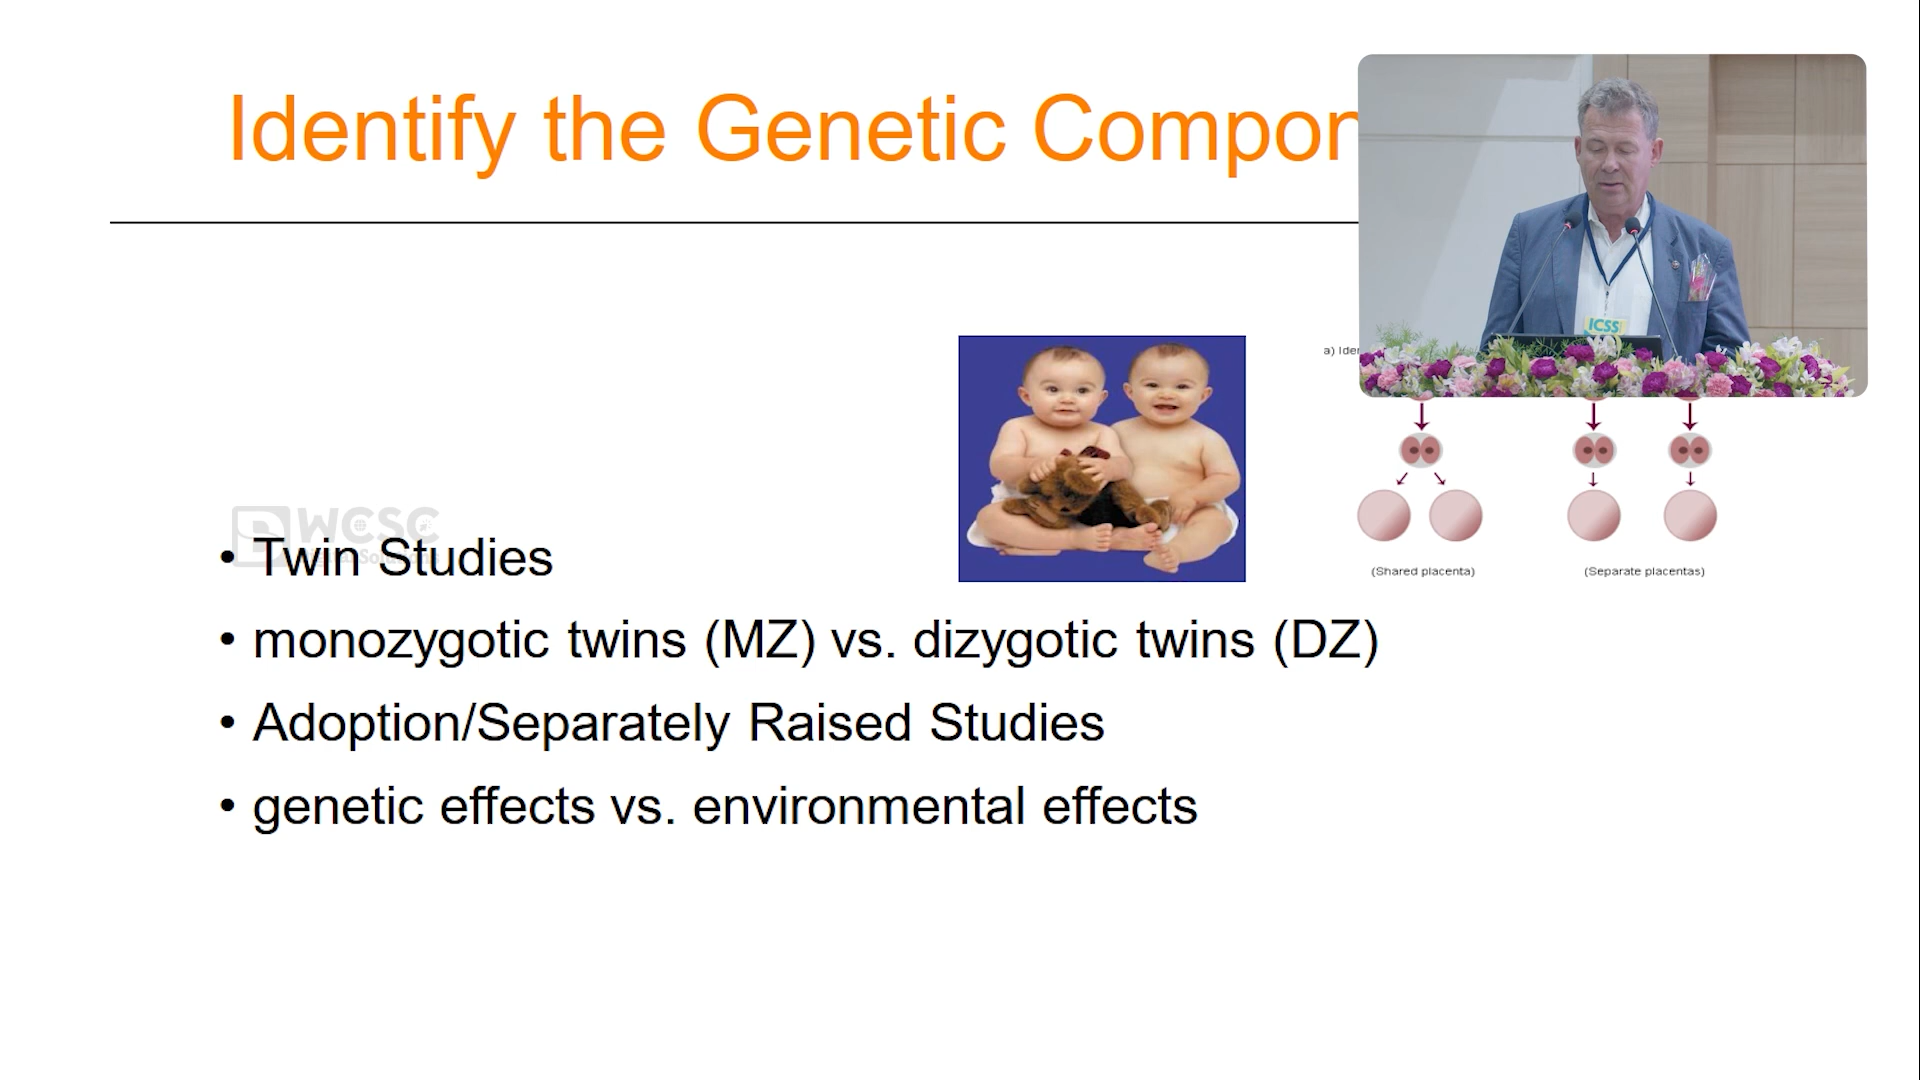 Identify the Genetic Compon
ICSS
a) Iden
WCSC
• Twin Studies
(Shared placenta)
(Separate placentas)
• monozygotic twins (MZ) vs. dizygotic twins (DZ)
• Adoption/Separately Raised Studies
• genetic effects vs. environmental effects